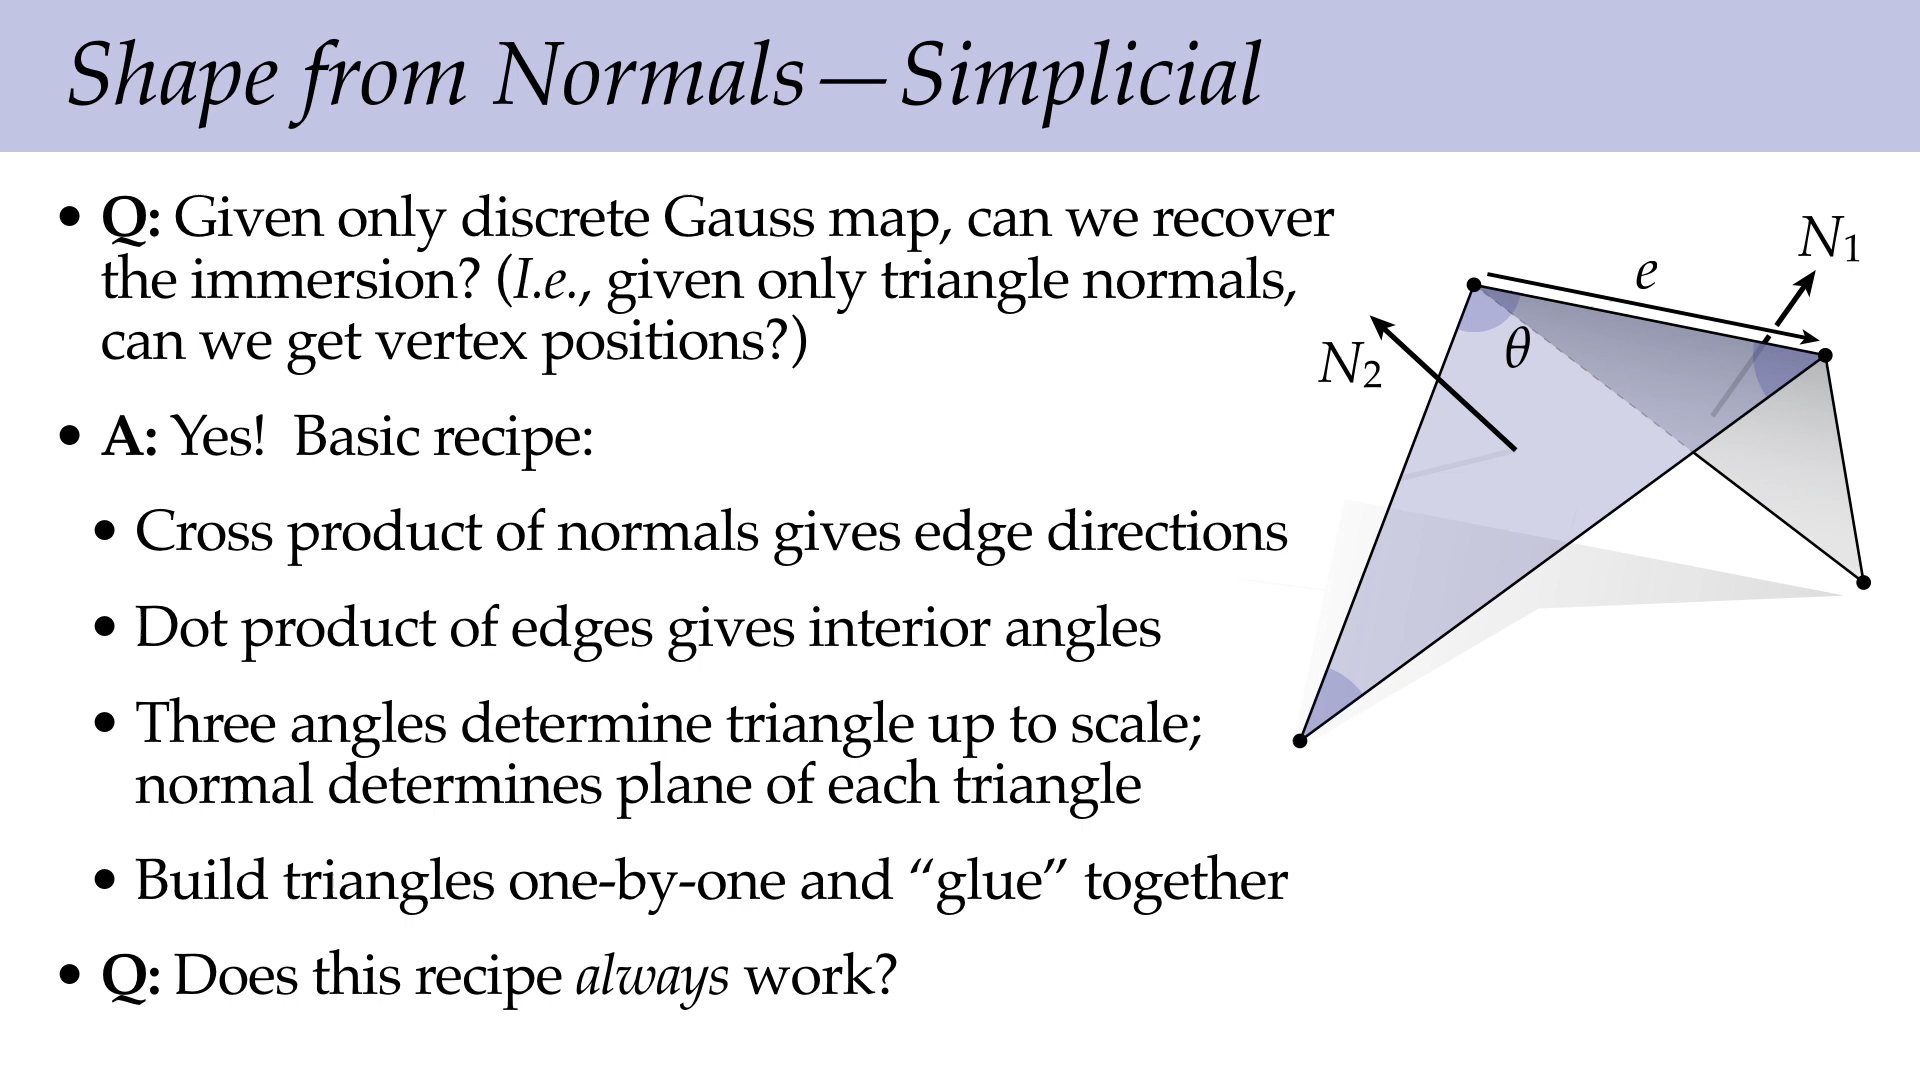 Shape from Normals—Simplicial
• Q: Given only discrete Gauss map, can we recover
the immersion? (I.e., given only triangle normals,
can we get vertex positions?)
• A: Yes! Basic recipe:
• Cross product of normals gives edge directions
• Dot product of edges gives interior angles
• Three angles determine triangle up to scale;
normal determines plane of each triangle
• Build triangles one-by-one and “glue” together
• Q: Does this recipe always work?
N₁
e
θ
N₂